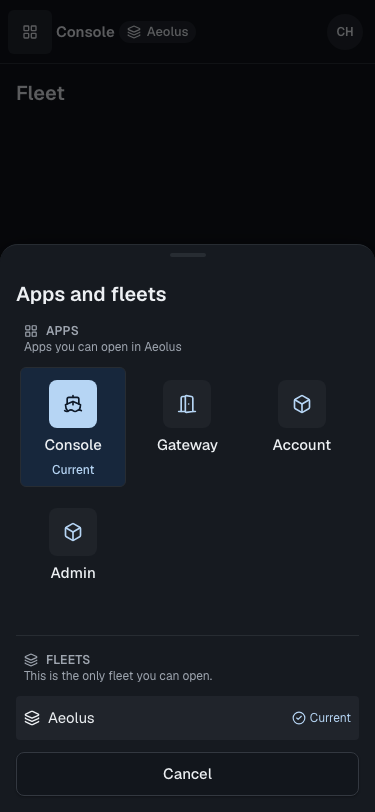 Console Aeolus CH
Fleet
Apps and fleets
APPS
Apps you can open in Aeolus
Console Gateway Account
Current
Admin
FLEETS
This is the only fleet you can open.
Aeolus Current
Cancel